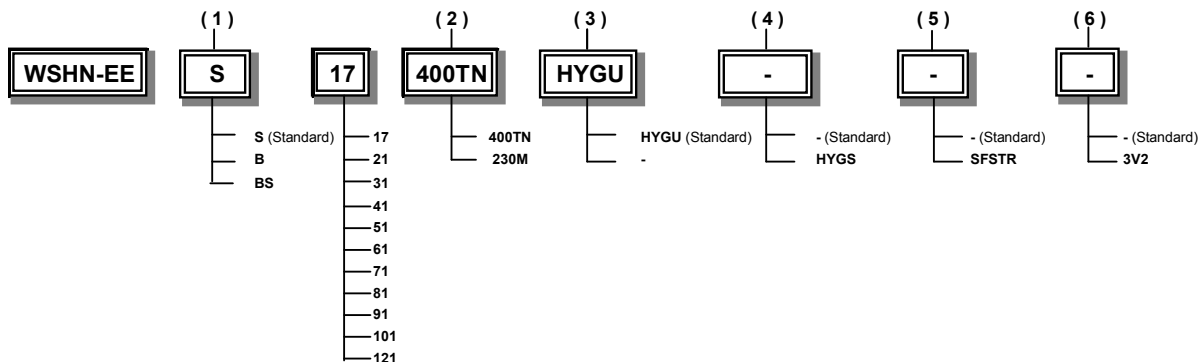 ( 1 ) ( 2 ) ( 3 ) ( 4 ) ( 5 ) ( 6 )
WSHN-EE S 17 400TN HYGU - - -
S (Standard) 17 400TN HYGU (Standard) - (Standard) - (Standard) - (Standard)
B 21 230M - HYGS SFSTR 3V2
BS 31
41
51
61
71
81
91
101
121